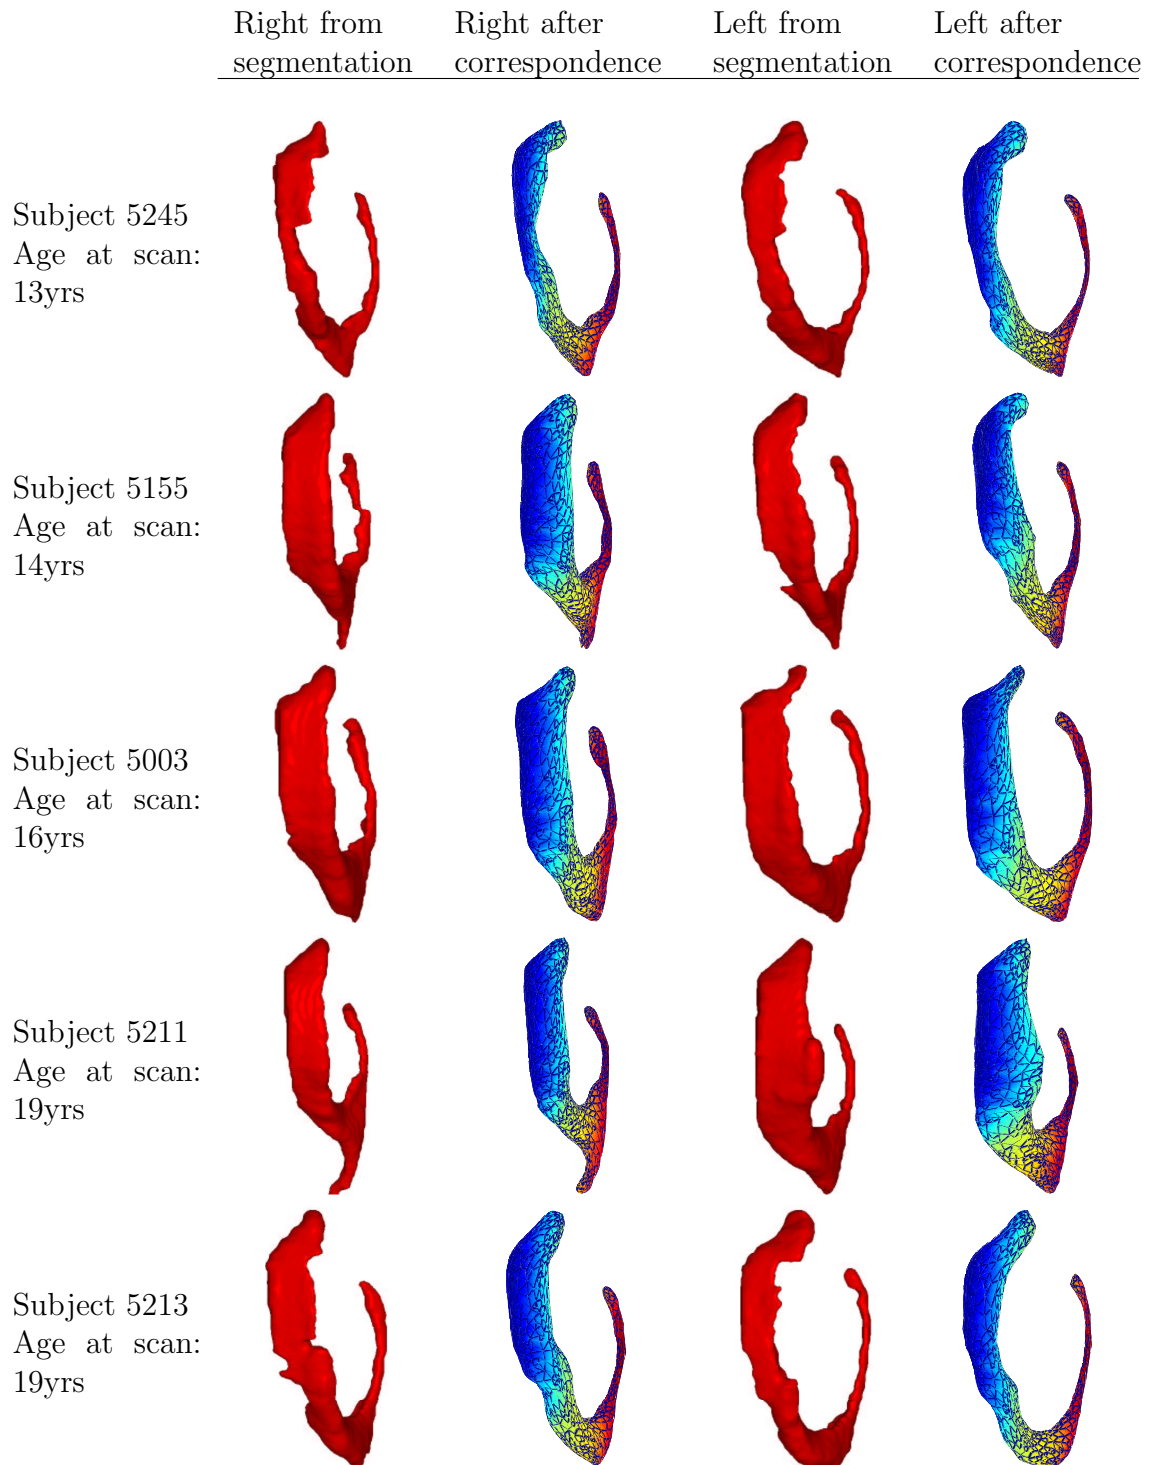 Right from Right after Left from Left after
segmentation correspondence segmentation correspondence
Subject 5245
Age at scan:
13yrs
Subject 5155
Age at scan:
14yrs
Subject 5003
Age at scan:
16yrs
Subject 5211
Age at scan:
19yrs
Subject 5213
Age at scan:
19yrs